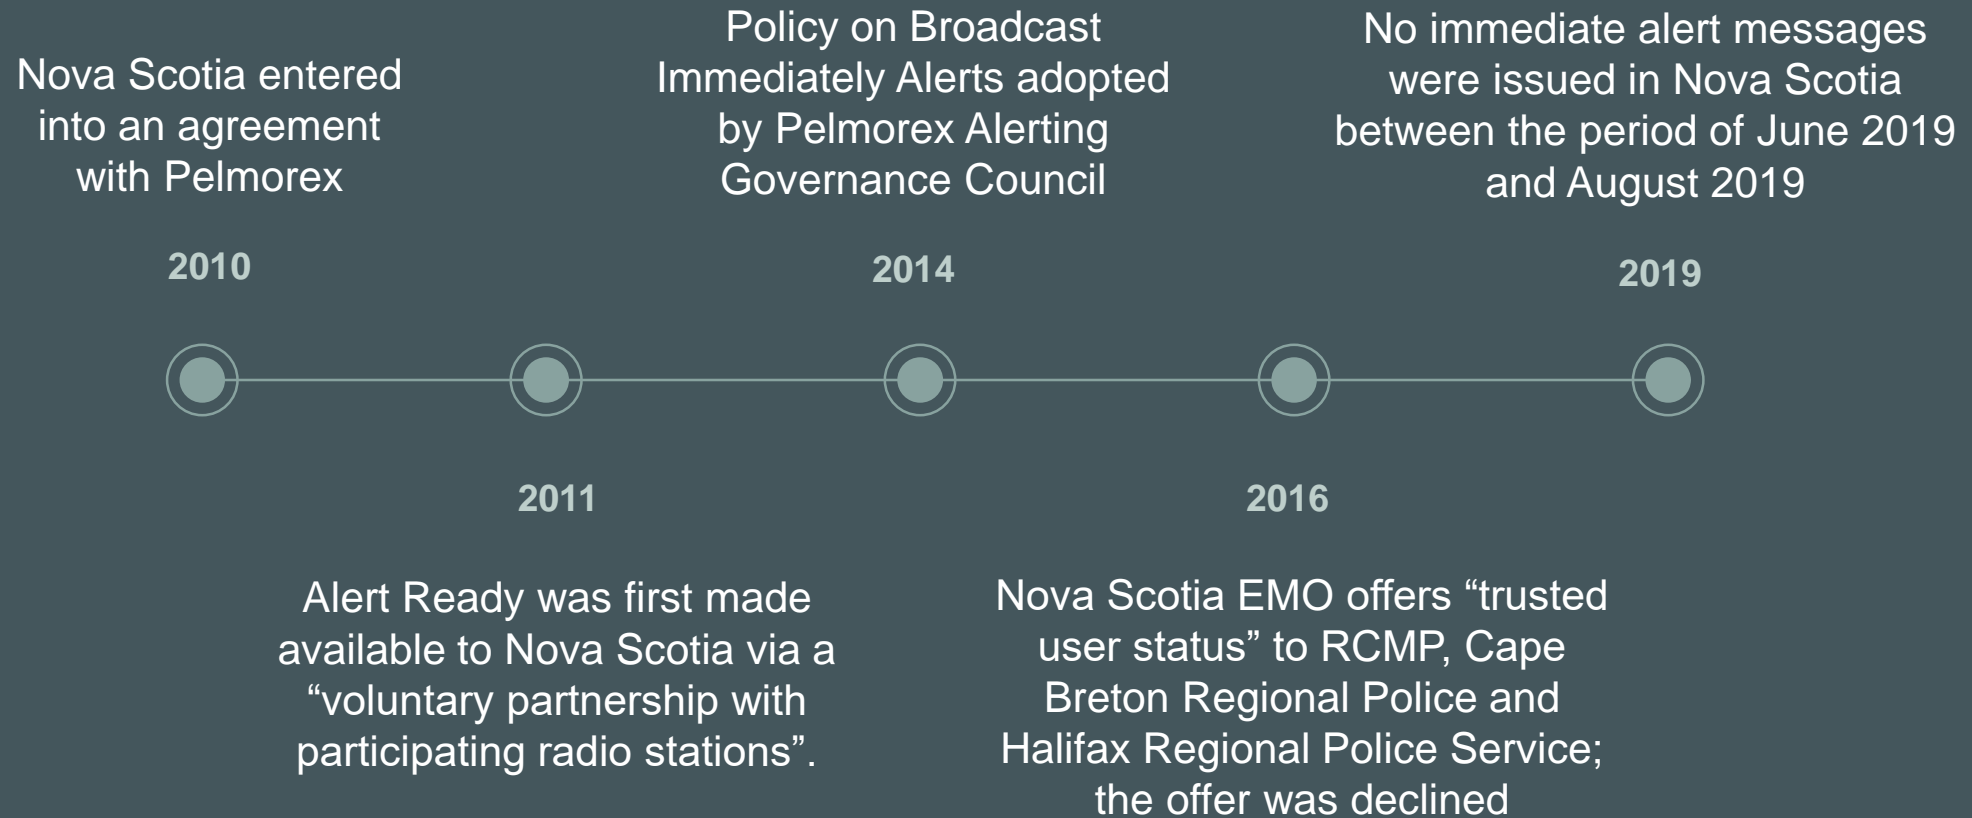 Nova Scotia entered
into an agreement
with Pelmorex
2010
Policy on Broadcast
Immediately Alerts adopted
by Pelmorex Alerting
Governance Council
2014
No immediate alert messages
were issued in Nova Scotia
between the period of June 2019
and August 2019
2019
2011
Alert Ready was first made
available to Nova Scotia via a
“voluntary partnership with
participating radio stations”.
2016
Nova Scotia EMO offers “trusted
user status” to RCMP, Cape
Breton Regional Police and
Halifax Regional Police Service;
the offer was declined